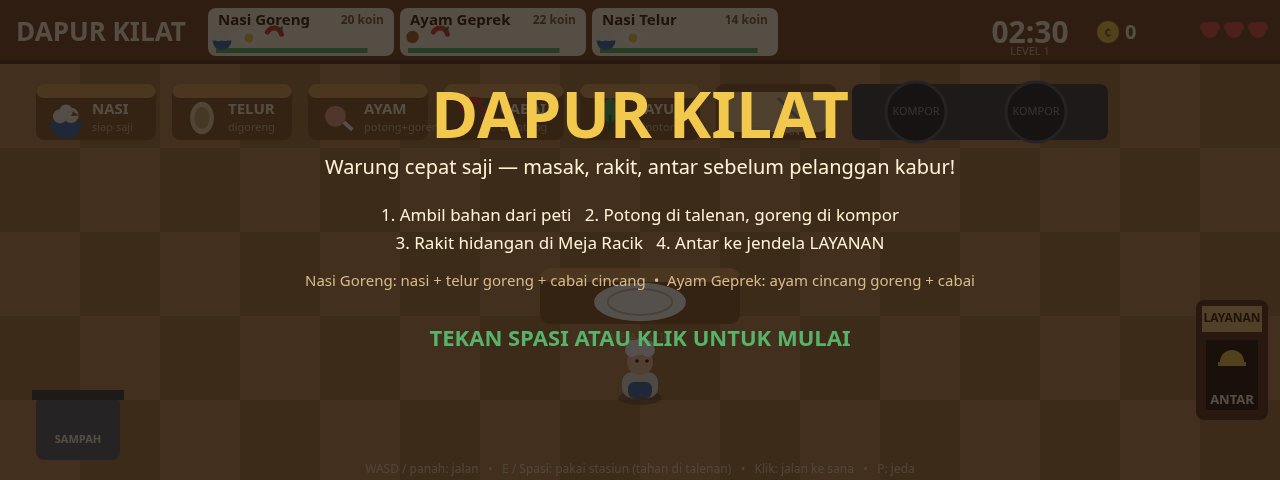 DAPUR KILAT
Nasi Goreng 20 koin
Ayam Geprek 22 koin
Nasi Telur 14 koin
02:30
LEVEL 1
C 0
NASI
siap saji
TELUR
digoreng
AYAM
potong+goreng
KOMPOR
KOMPOR
DAPUR KILAT
Warung cepat saji — masak, rakit, antar sebelum pelanggan kabur!
1. Ambil bahan dari peti 2. Potong di talenan, goreng di kompor
3. Rakit hidangan di Meja Racik 4. Antar ke jendela LAYANAN
Nasi Goreng: nasi + telur goreng + cabai cincang • Ayam Geprek: ayam cincang goreng + cabai
TEKAN SPASI ATAU KLIK UNTUK MULAI
LAYANAN
ANTAR
SAMPAH
WASD / panah: jalan • E / Spasi: pakai stasiun (tahan di talenan) • Klik: jalan ke sana • P: jeda